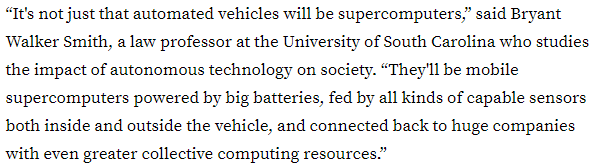 “It's not just that automated vehicles will be supercomputers,” said Bryant
Walker Smith, a law professor at the University of South Carolina who studies
the impact of autonomous technology on society. “They'll be mobile
supercomputers powered by big batteries, fed by all kinds of capable sensors
both inside and outside the vehicle, and connected back to huge companies
with even greater collective computing resources.”